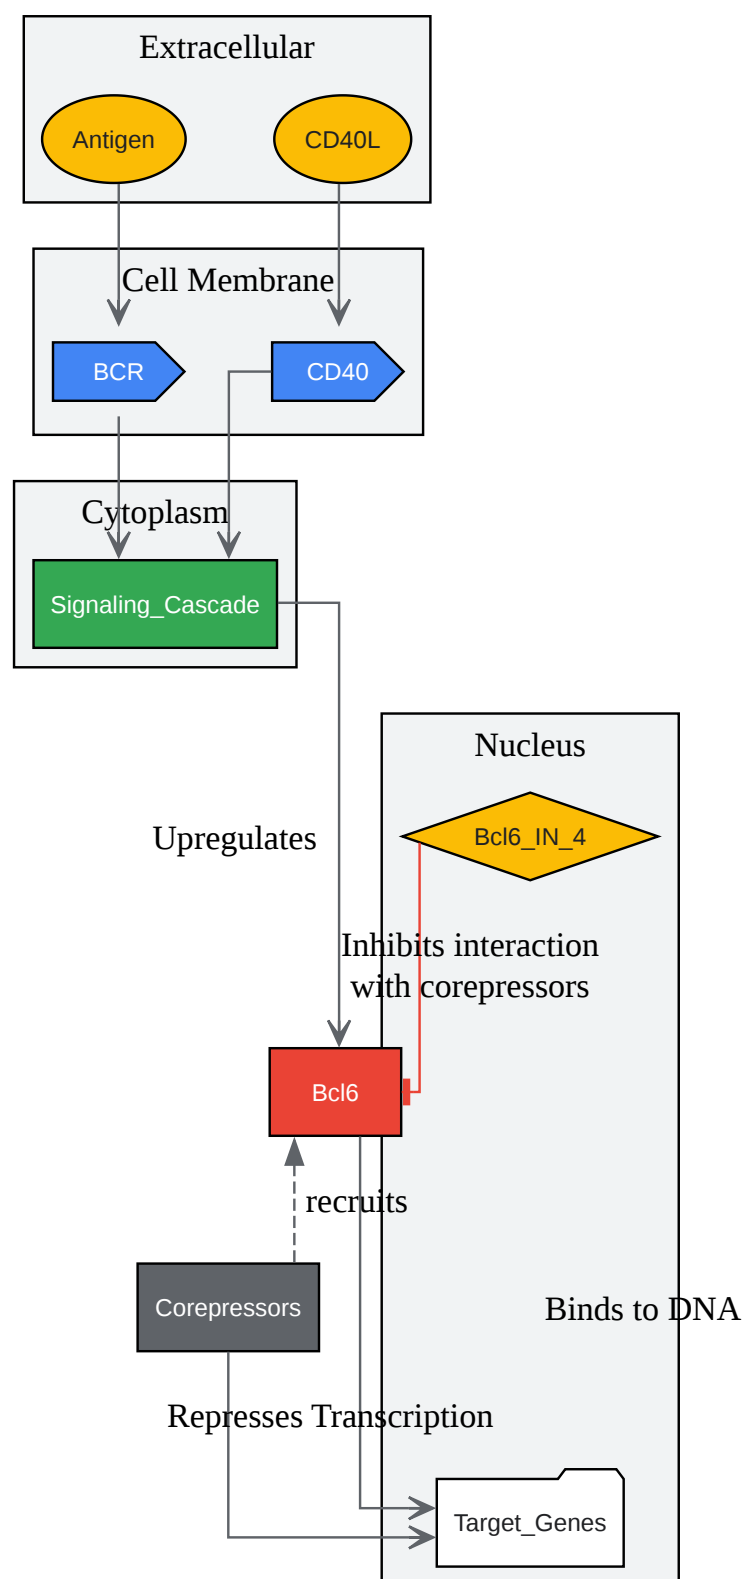 Extracellular
Antigen
CD40L
Cell Membrane
BCR
CD40
Cytoplasm
Signaling_Cascade
Nucleus
Upregulates
Bcl6_IN_4
Inhibits interaction
with corepressors
Bcl6
recruits
Corepressors
Binds to DNA
Represses Transcription
Target_Genes